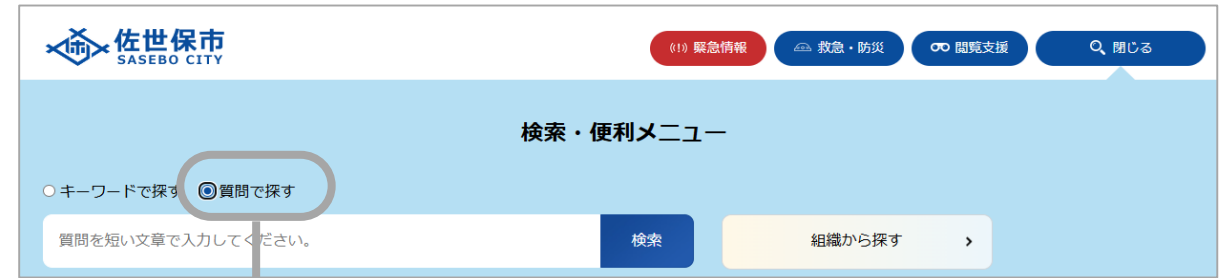 佐世保市
SASEBO CITY
緊急情報
救急・防災
閲覧支援
閉じる
検索・便利メニュー
キーワードで探す
質問で探す
質問を短い文章で入力してください。
検索
組織から探す